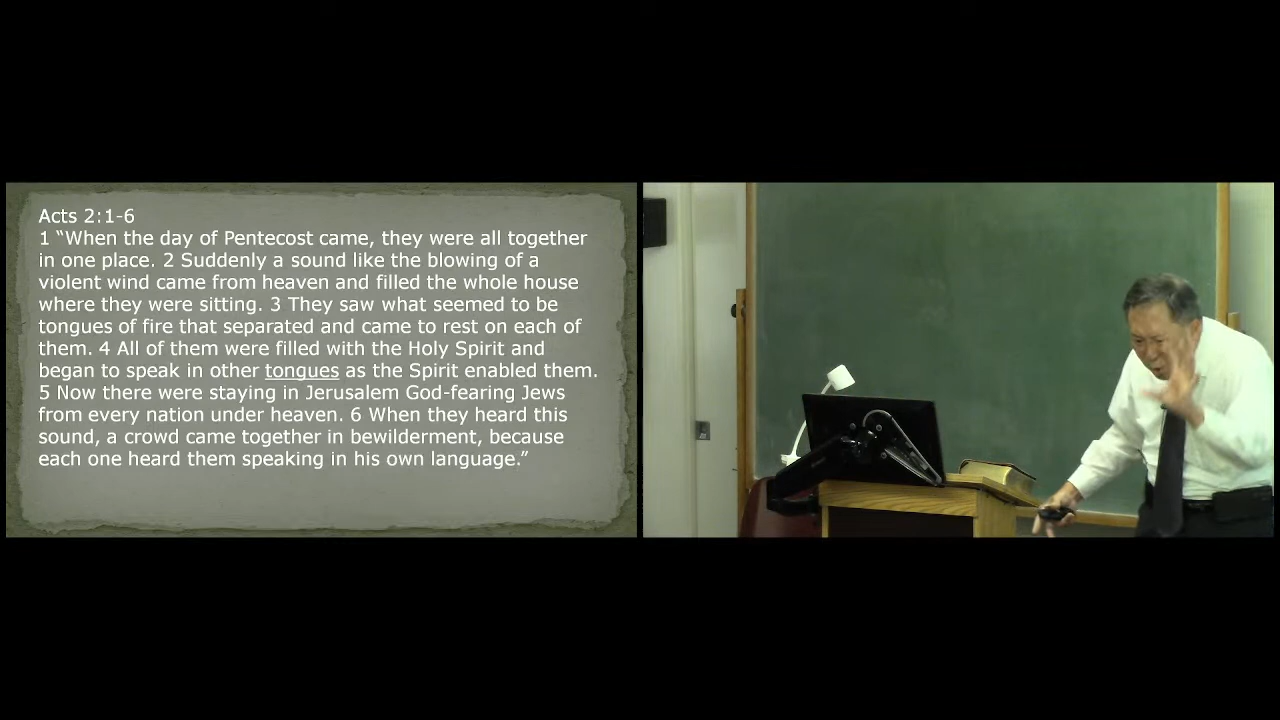 Acts 2:1-6
1 “When the day of Pentecost came, they were all together
in one place. 2 Suddenly a sound like the blowing of a
violent wind came from heaven and filled the whole house
where they were sitting. 3 They saw what seemed to be
tongues of fire that separated and came to rest on each of
them. 4 All of them were filled with the Holy Spirit and
began to speak in other tongues as the Spirit enabled them.
5 Now there were staying in Jerusalem God-fearing Jews
from every nation under heaven. 6 When they heard this
sound, a crowd came together in bewilderment, because
each one heard them speaking in his own language.”